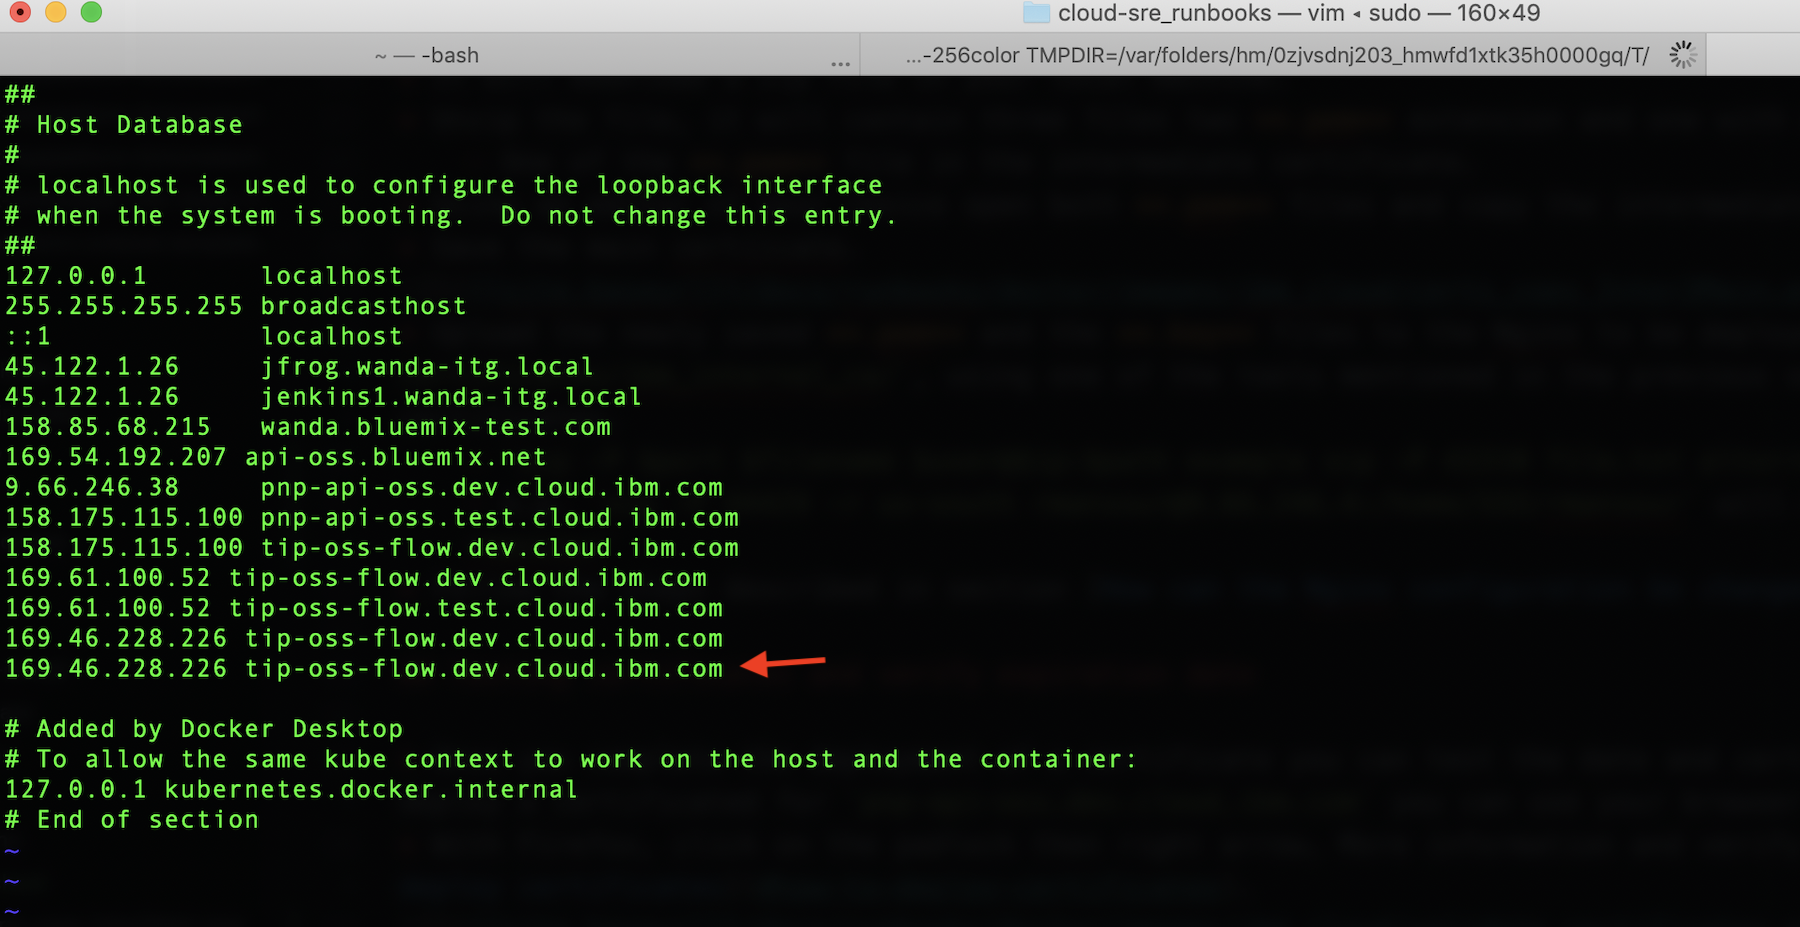 cloud-sre_runbooks — vim ◂ sudo — 160×49
~ — -bash
...
...-256color TMPDIR=/var/folders/hm/0zjvsdnj203_hmwfd1xtk35h0000gq/T/
##
# Host Database
#
# localhost is used to configure the loopback interface
# when the system is booting.  Do not change this entry.
##
127.0.0.1       localhost
255.255.255.255 broadcasthost
::1             localhost
45.122.1.26     jfrog.wanda-itg.local
45.122.1.26     jenkins1.wanda-itg.local
158.85.68.215   wanda.bluemix-test.com
169.54.192.207 api-oss.bluemix.net
9.66.246.38     pnp-api-oss.dev.cloud.ibm.com
158.175.115.100 pnp-api-oss.test.cloud.ibm.com
158.175.115.100 tip-oss-flow.dev.cloud.ibm.com
169.61.100.52 tip-oss-flow.dev.cloud.ibm.com
169.61.100.52 tip-oss-flow.test.cloud.ibm.com
169.46.228.226 tip-oss-flow.dev.cloud.ibm.com
169.46.228.226 tip-oss-flow.dev.cloud.ibm.com
# Added by Docker Desktop
# To allow the same kube context to work on the host and the container:
127.0.0.1 kubernetes.docker.internal
# End of section
~
~
~